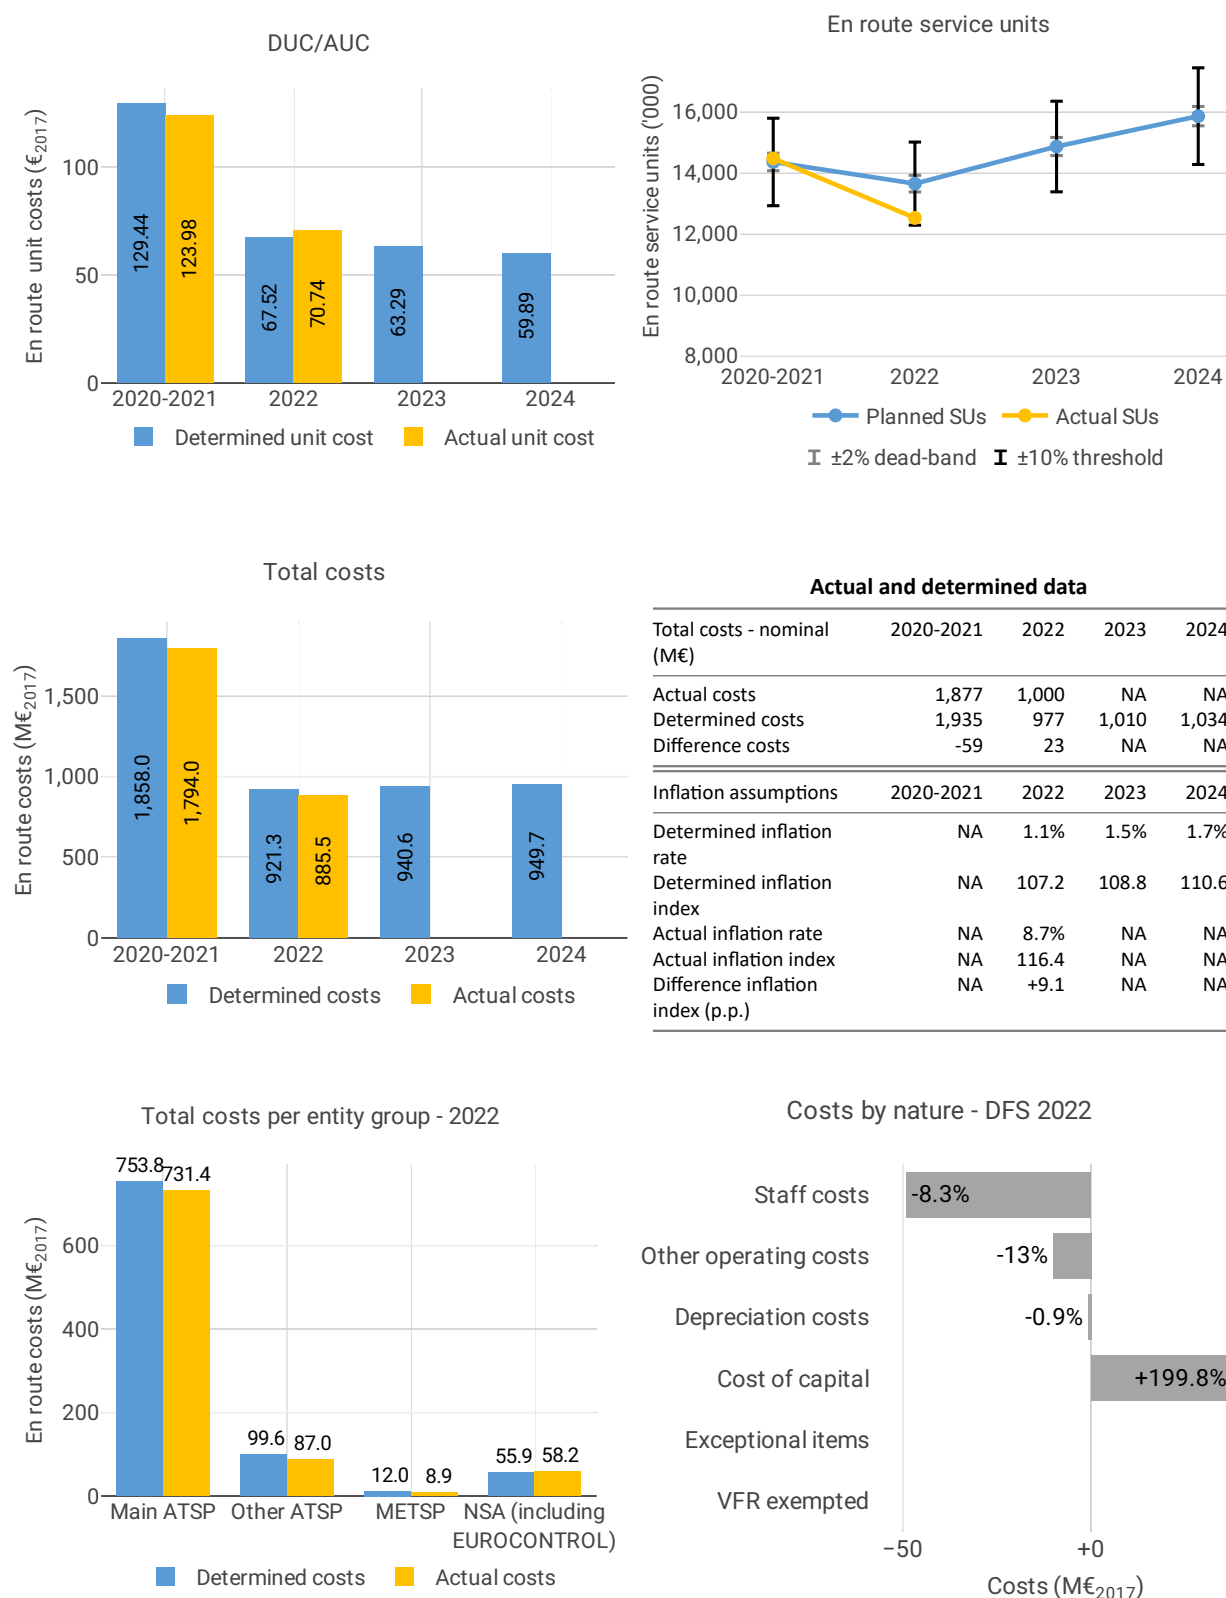 DUC/AUC
En route unit costs (€2017)
100
50
0
129.44
123.98
67.52
70.74
63.29
59.89
2020-2021 2022 2023 2024
Determined unit cost Actual unit cost
En route service units
En route service units ('000)
16,000
14,000
12,000
10,000
8,000
2020-2021 2022 2023 2024
Planned SUs Actual SUs
±2% dead-band ±10% threshold
Total costs
En route costs (M€2017)
1,500
1,000
500
0
1,858.0
1,794.0
921.3
885.5
940.6
949.7
2020-2021 2022 2023 2024
Determined costs Actual costs
Actual and determined data
Total costs - nominal 2020-2021 2022 2023 2024
(M€)
Actual costs 1,877 1,000 NA NA
Determined costs 1,935 977 1,010 1,034
Difference costs -59 23 NA NA
Inflation assumptions 2020-2021 2022 2023 2024
Determined inflation NA 1.1% 1.5% 1.7%
rate
Determined inflation NA 107.2 108.8 110.6
index
Actual inflation rate NA 8.7% NA NA
Actual inflation index NA 116.4 NA NA
Difference inflation NA +9.1 NA NA
index (p.p.)
Total costs per entity group - 2022
En route costs (M€2017)
600
400
200
0
753.8 731.4
99.6 87.0
12.0 8.9
55.9 58.2
Main ATSP Other ATSP METSP NSA (including
EUROCONTROL)
Determined costs Actual costs
Costs by nature - DFS 2022
Staff costs -8.3%
Other operating costs -13%
Depreciation costs -0.9%
Cost of capital +199.8%
Exceptional items
VFR exempted
−50 +0
Costs (M€2017)